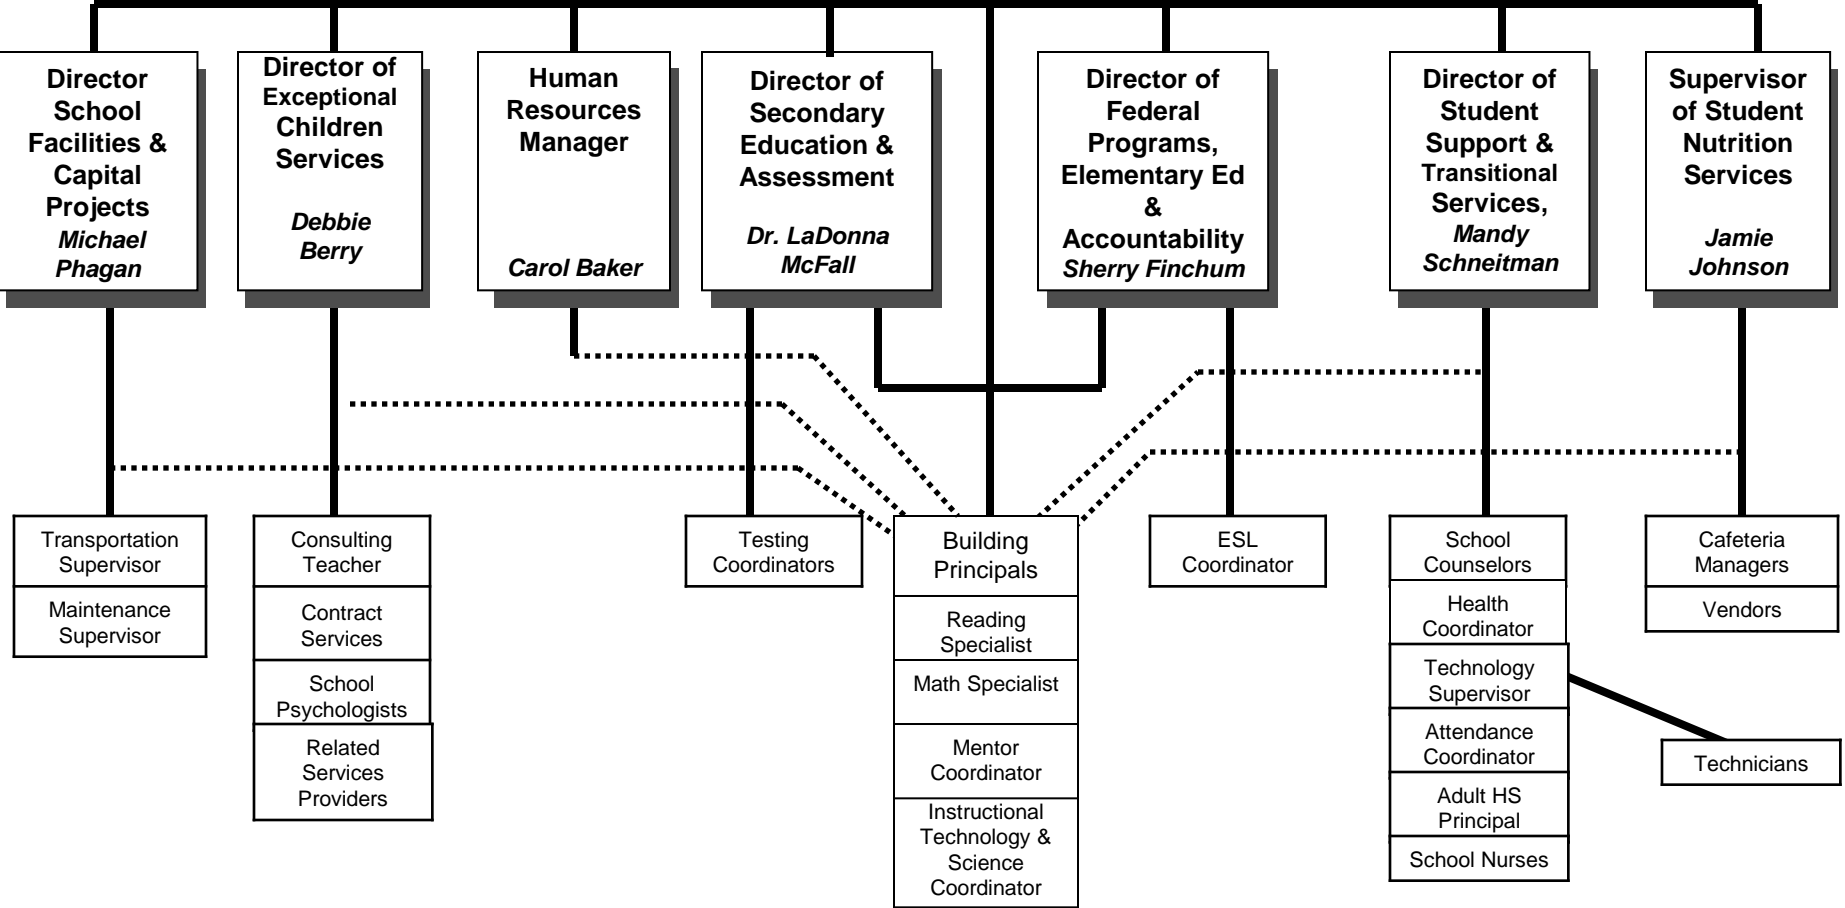 Director
School
Facilities &
Capital
Projects
Michael
Phagan
Director of
Exceptional
Children
Services
Debbie
Berry
Human
Resources
Manager
Carol Baker
Director of
Secondary
Education &
Assessment
Dr. LaDonna
McFall
Director of
Federal
Programs,
Elementary Ed
&
Accountability
Sherry Finchum
Director of
Student
Support &
Transitional
Services,
Mandy
Schneitman
Supervisor
of Student
Nutrition
Services
Jamie
Johnson
Transportation
Supervisor
Maintenance
Supervisor
Consulting
Teacher
Contract
Services
School
Psychologists
Related
Services
Providers
Testing
Coordinators
Building
Principals
Reading
Specialist
Math Specialist
Mentor
Coordinator
Instructional
Technology &
Science
Coordinator
ESL
Coordinator
School
Counselors
Health
Coordinator
Technology
Supervisor
Attendance
Coordinator
Adult HS
Principal
School Nurses
Cafeteria
Managers
Vendors
Technicians